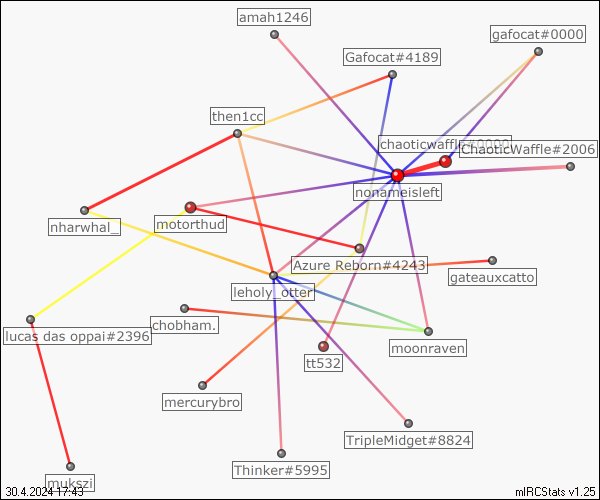 amah1246
gafocat#0000
Gafocat#4189
then1cc
chaoticwaffle#0000
ChaoticWaffle#2006
nonameisleft
nharwhal_
motorthud
Azure Reborn#4243
gateauxcatto
leholy_otter
chobham.
lucas das oppai#2396
moonraven
tt532
mercurybro
TripleMidget#8824
Thinker#5995
mukszi
30.4.2024 17:43
mIRCStats v1.25